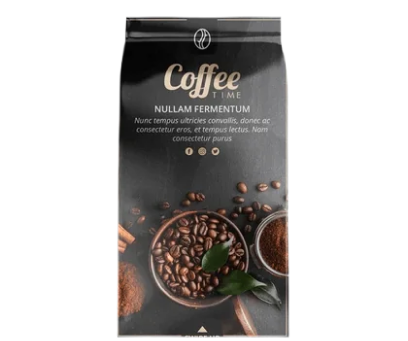 Coffee
TIME
NULLAM FERMENTUM
Nunc tempus ultricies convallis, donec ac
consectetur eros, et tempus lectus. Nam
consectetur purus